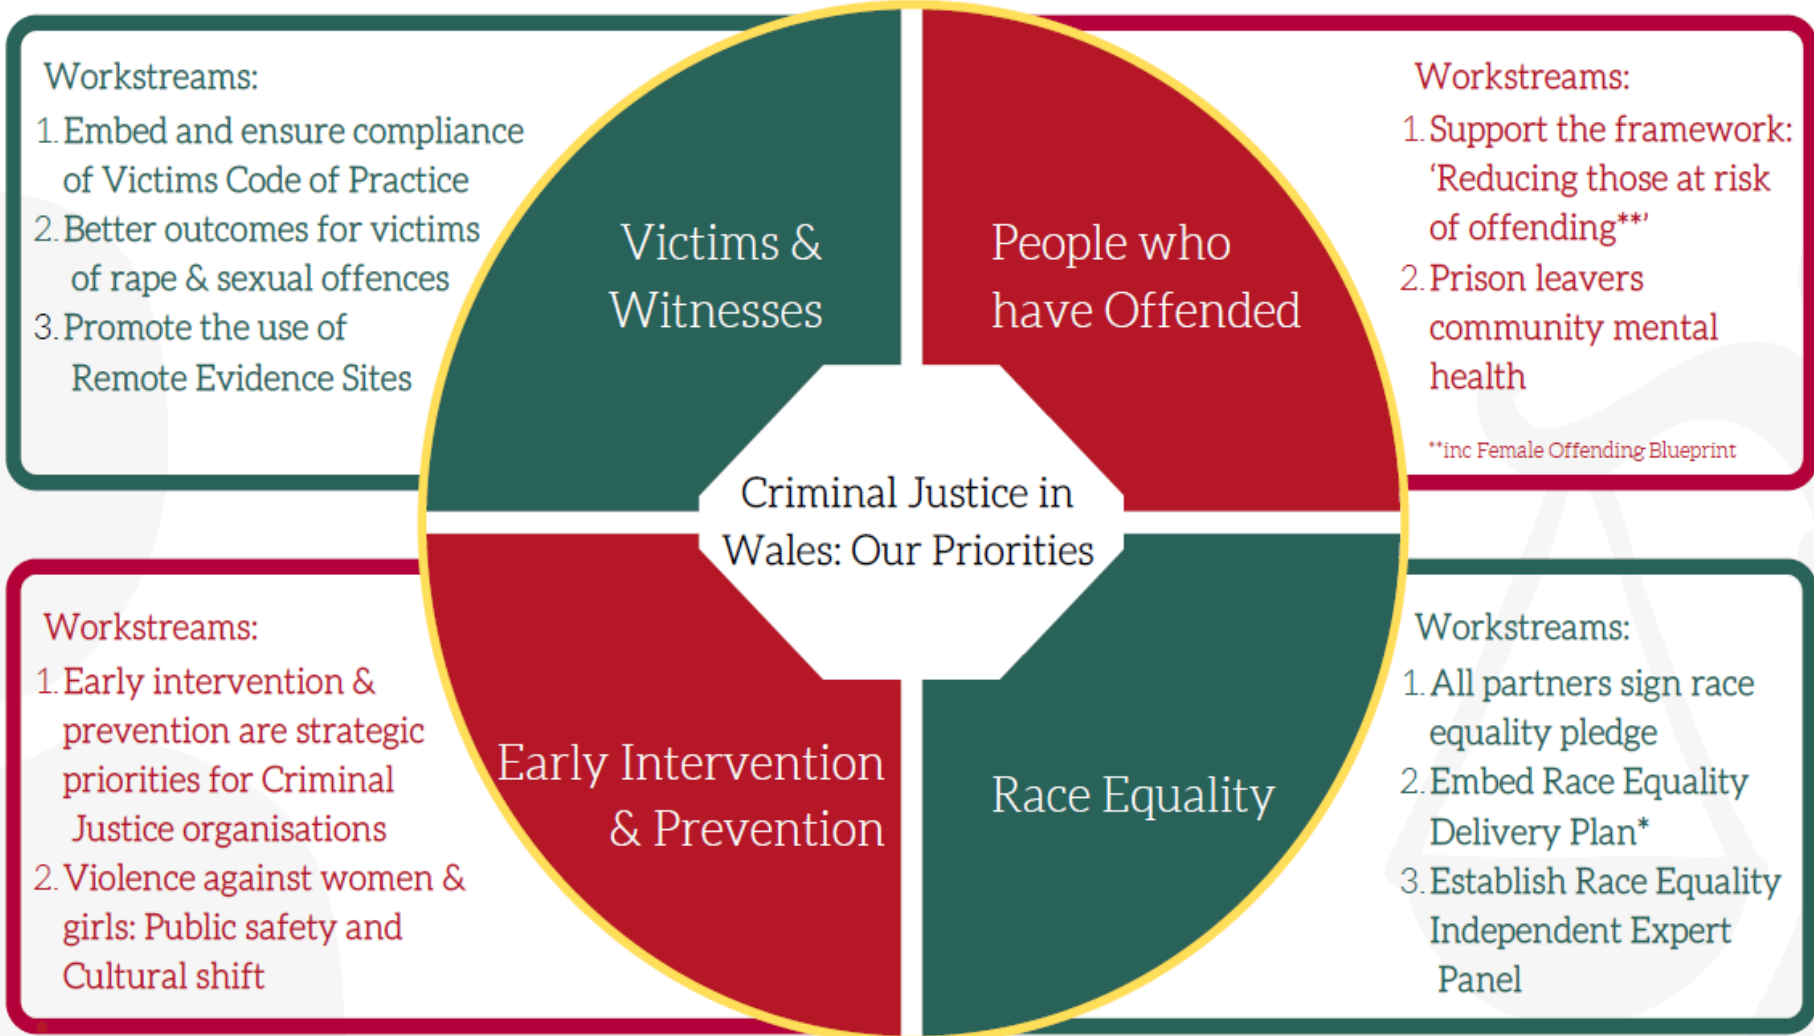 Workstreams:
1. Embed and ensure compliance
of Victims Code of Practice
2. Better outcomes for victims
of rape & sexual offences
3. Promote the use of
Remote Evidence Sites
Victims &
Witnesses
People who
have Offended
Workstreams:
1. Support the framework:
‘Reducing those at risk
of offending**’
2. Prison leavers
community mental
health
**inc Female Offending Blueprint
Criminal Justice in
Wales: Our Priorities
Workstreams:
1. Early intervention &
prevention are strategic
priorities for Criminal
Justice organisations
2. Violence against women &
girls: Public safety and
Cultural shift
Early Intervention
& Prevention
Race Equality
Workstreams:
1. All partners sign race
equality pledge
2. Embed Race Equality
Delivery Plan*
3. Establish Race Equality
Independent Expert
Panel